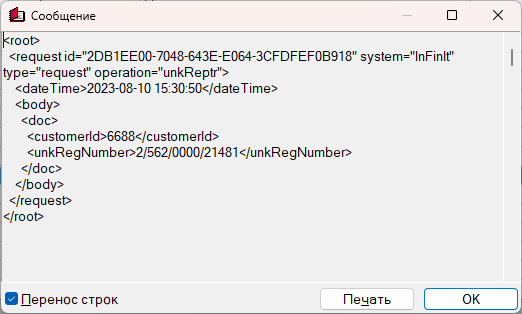 Сообщение
<root>
<request id="2DB1EE00-7048-643E-E064-3CFDFEF0B918" system="InFinIt"
type="request" operation="unkReptr">
<dateTime>2023-08-10 15:30:50</dateTime>
<body>
<doc>
<customerId>6688</customerId>
<unkRegNumber>2/562/0000/21481</unkRegNumber>
</doc>
</body>
</request>
</root>
Перенос строк
Печать
OK